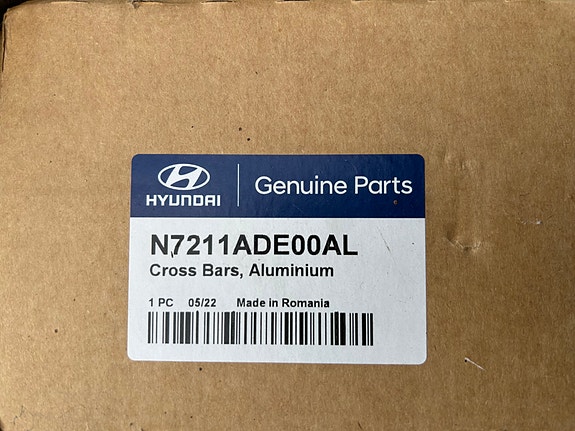 HYUNDAI
Genuine Parts
N7211ADE00AL
Cross Bars, Aluminium
1 PC 05/22 Made in Romania